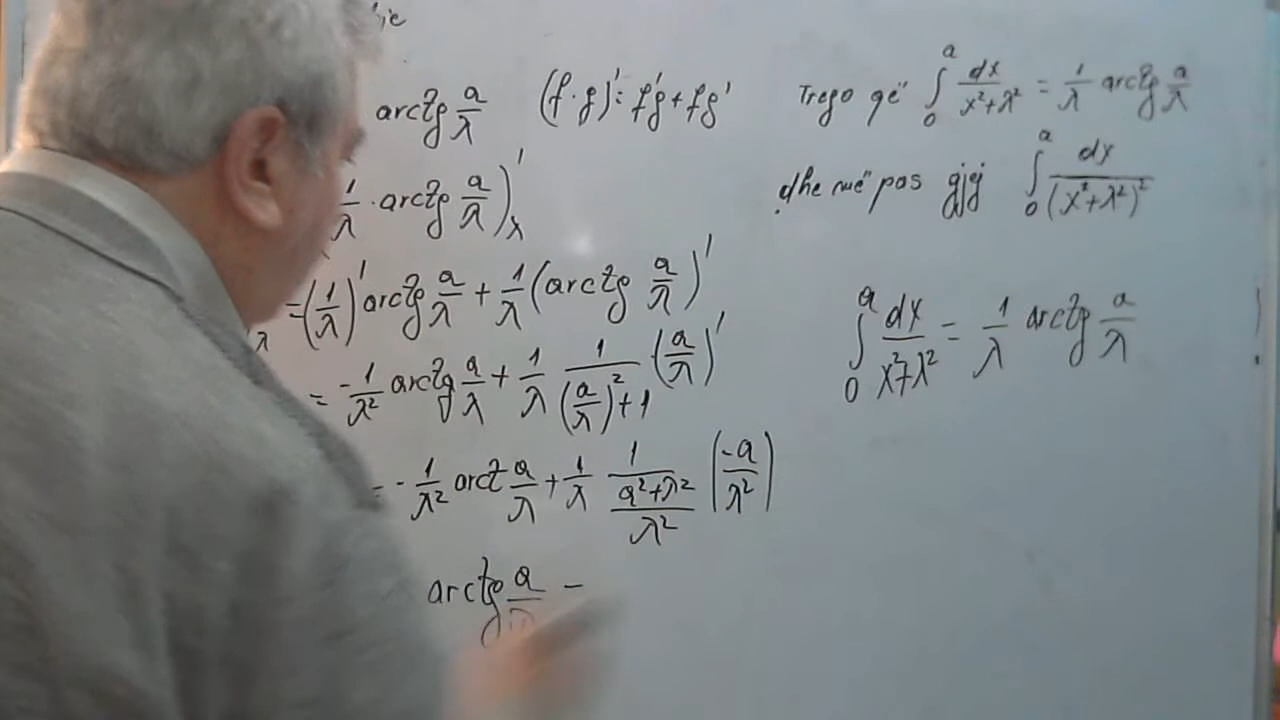 arctg a/λ (f·g)' = f'g + fg'
1/λ · arctg a/λ)'λ
= (1/λ)' arctg a/λ + 1/λ (arctg a/λ)'
= -1/λ² arctg a/λ + 1/λ 1/((a/λ)² + 1) (a/λ)'
= - 1/λ² arct a/λ + 1/λ 1/((a²+λ²)/λ²) (-a/λ²)
arctg a/λ -
Trego që ∫₀ᵃ dx/(x²+λ²) = 1/λ arctg a/λ
dhe më pas gjej ∫₀ᵃ dx/(x²+λ²)²
∫₀ᵃ dx/(x²+λ²) = 1/λ arctg a/λ